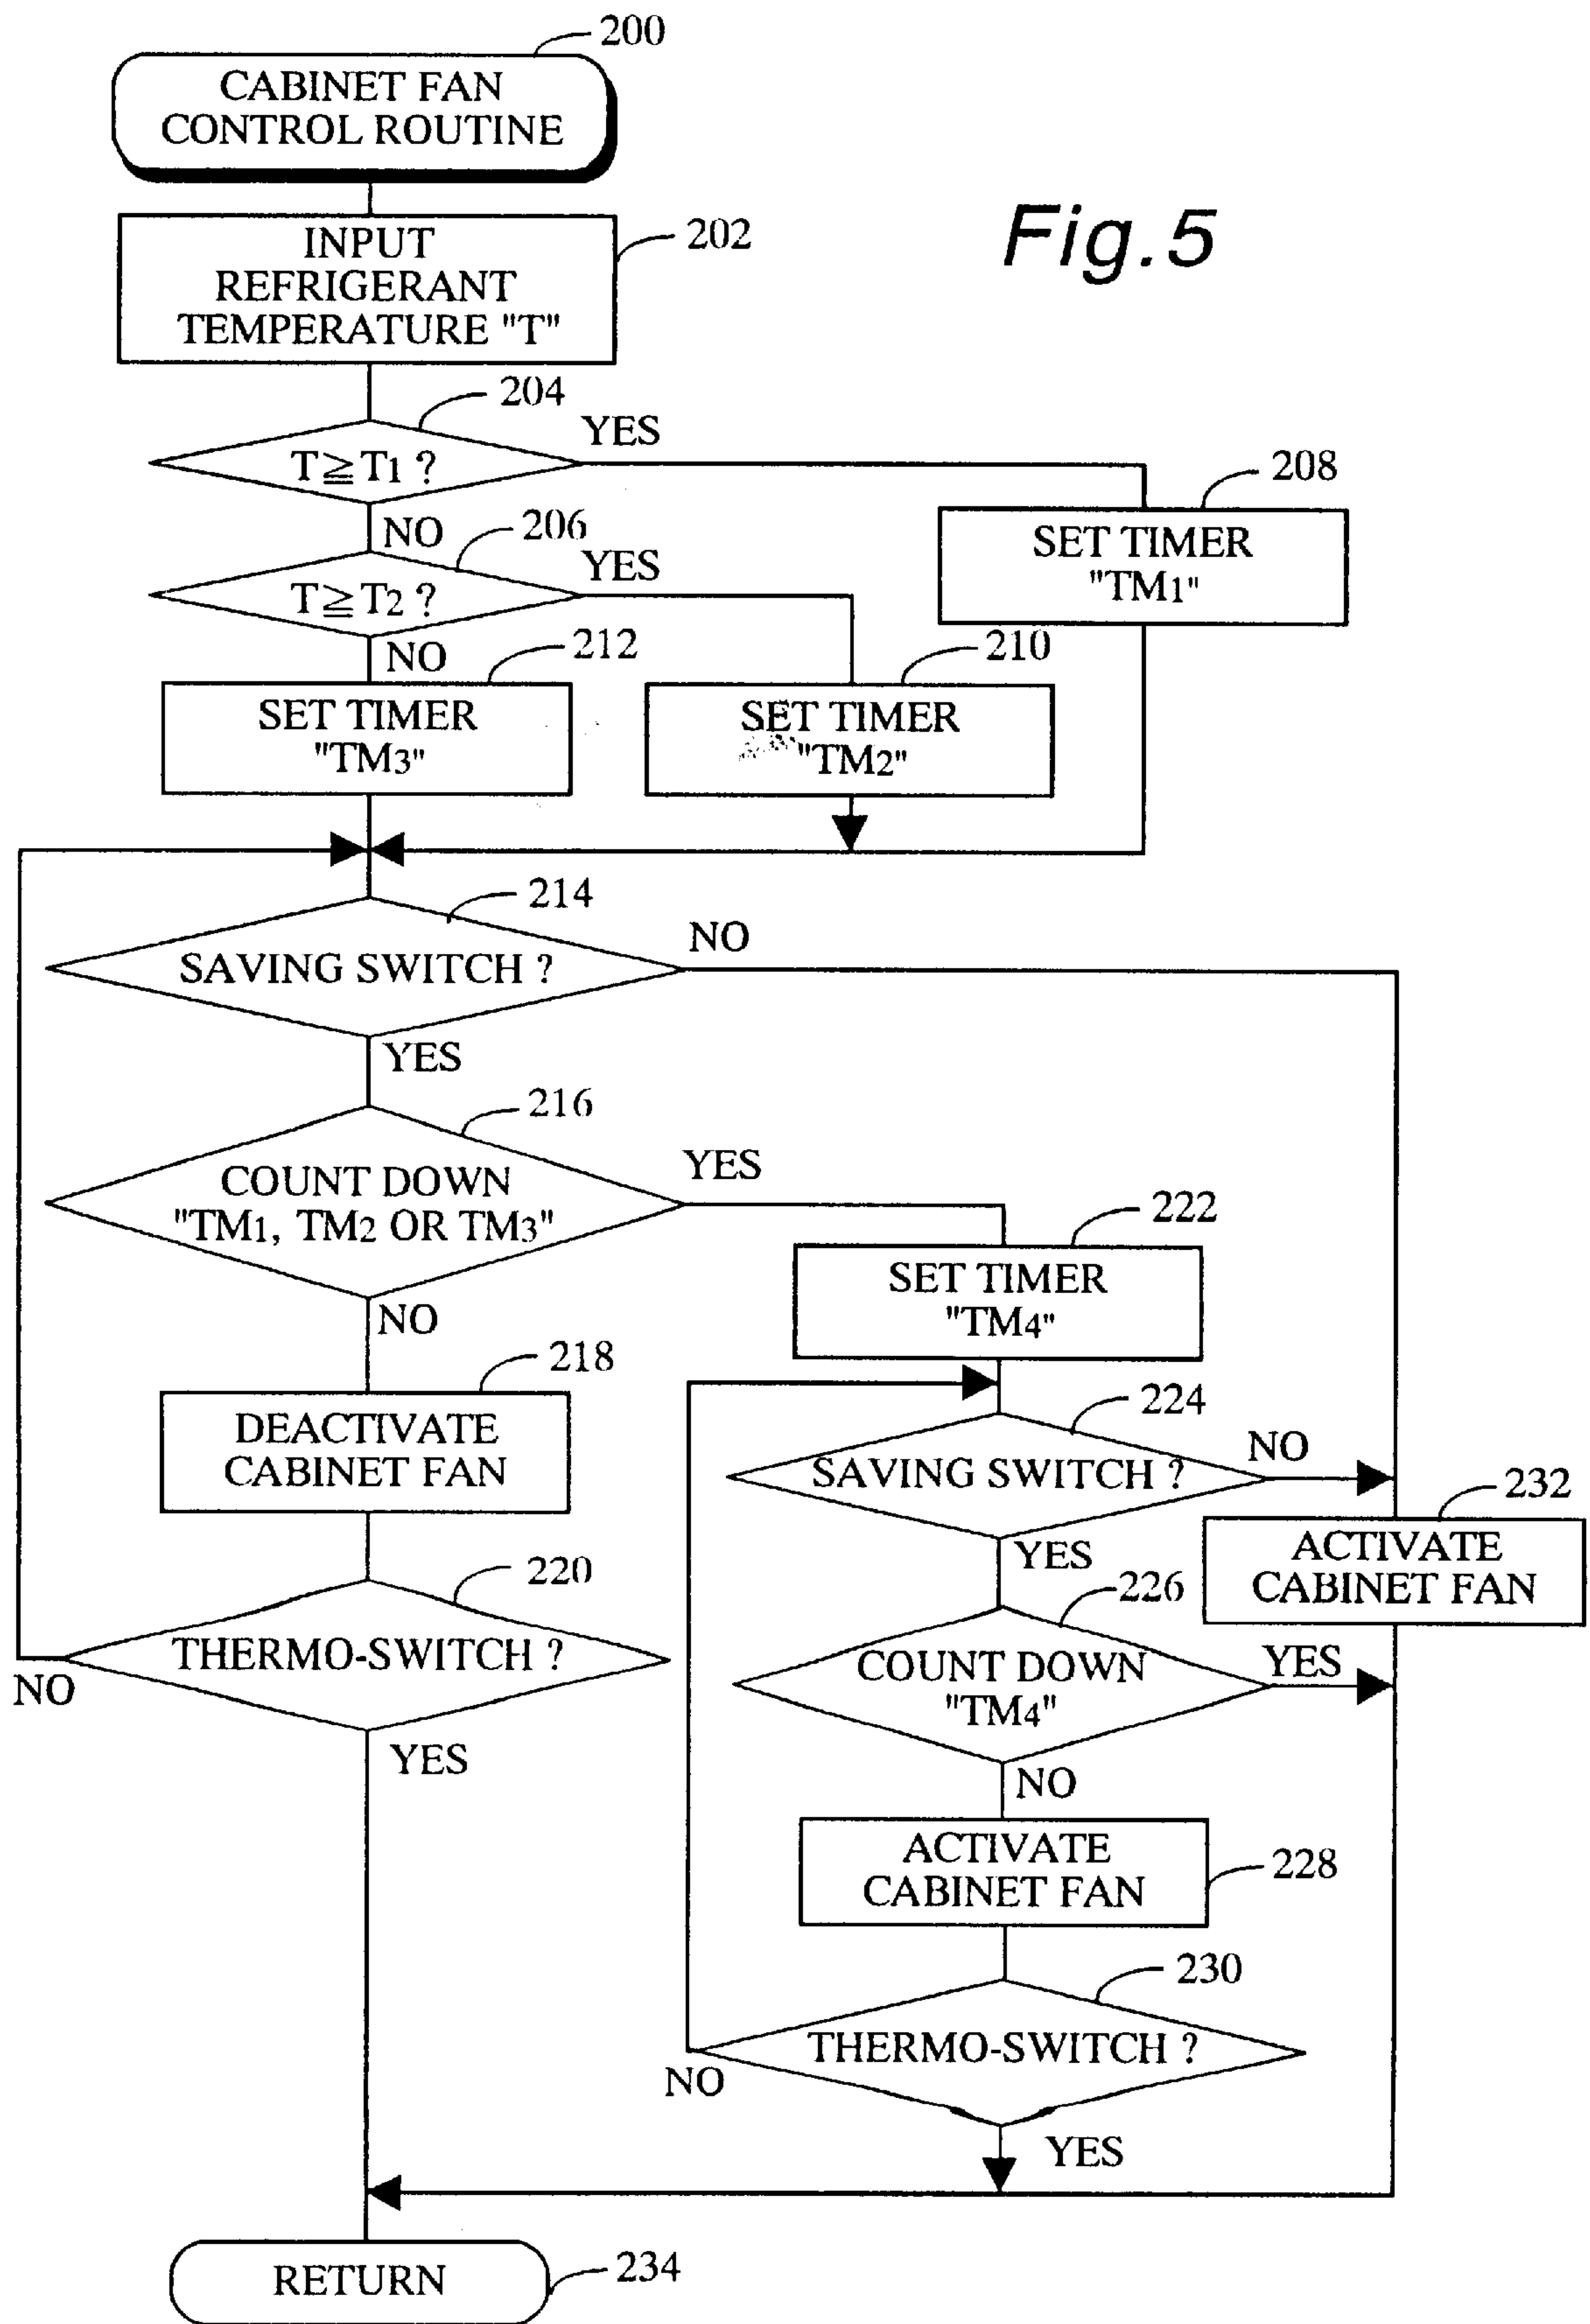 200
CABINET FAN
CONTROL ROUTINE
Fig.5
INPUT
REFRIGERANT
TEMPERATURE "T"
202
204
T≧T1 ?
YES
NO
208
SET TIMER
"TM1"
206
T≧T2 ?
YES
NO
212
SET TIMER
"TM3"
210
SET TIMER
"TM2"
214
SAVING SWITCH ?
NO
YES
216
COUNT DOWN
"TM1, TM2 OR TM3"
YES
NO
222
SET TIMER
"TM4"
218
DEACTIVATE
CABINET FAN
224
SAVING SWITCH ?
NO
YES
232
ACTIVATE
CABINET FAN
220
THERMO-SWITCH ?
NO
YES
226
COUNT DOWN
"TM4"
YES
NO
ACTIVATE
CABINET FAN
228
230
THERMO-SWITCH ?
NO
YES
RETURN
234